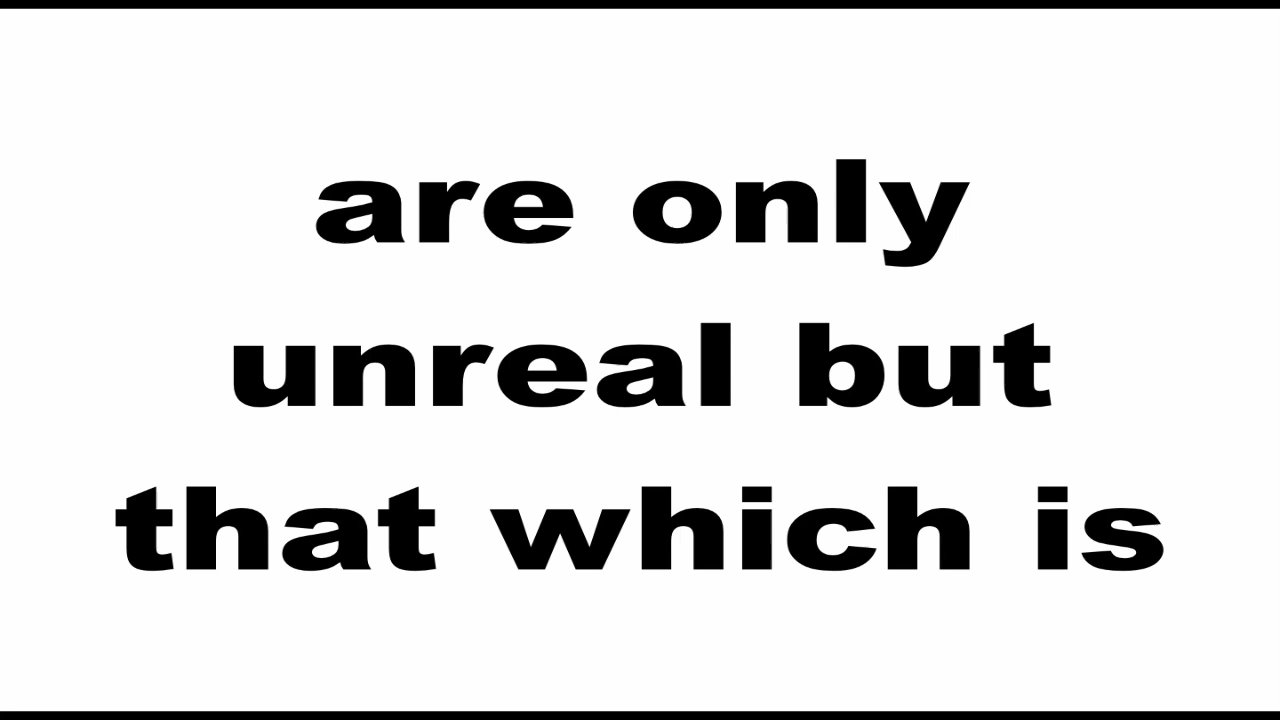 are only
unreal but
that which is